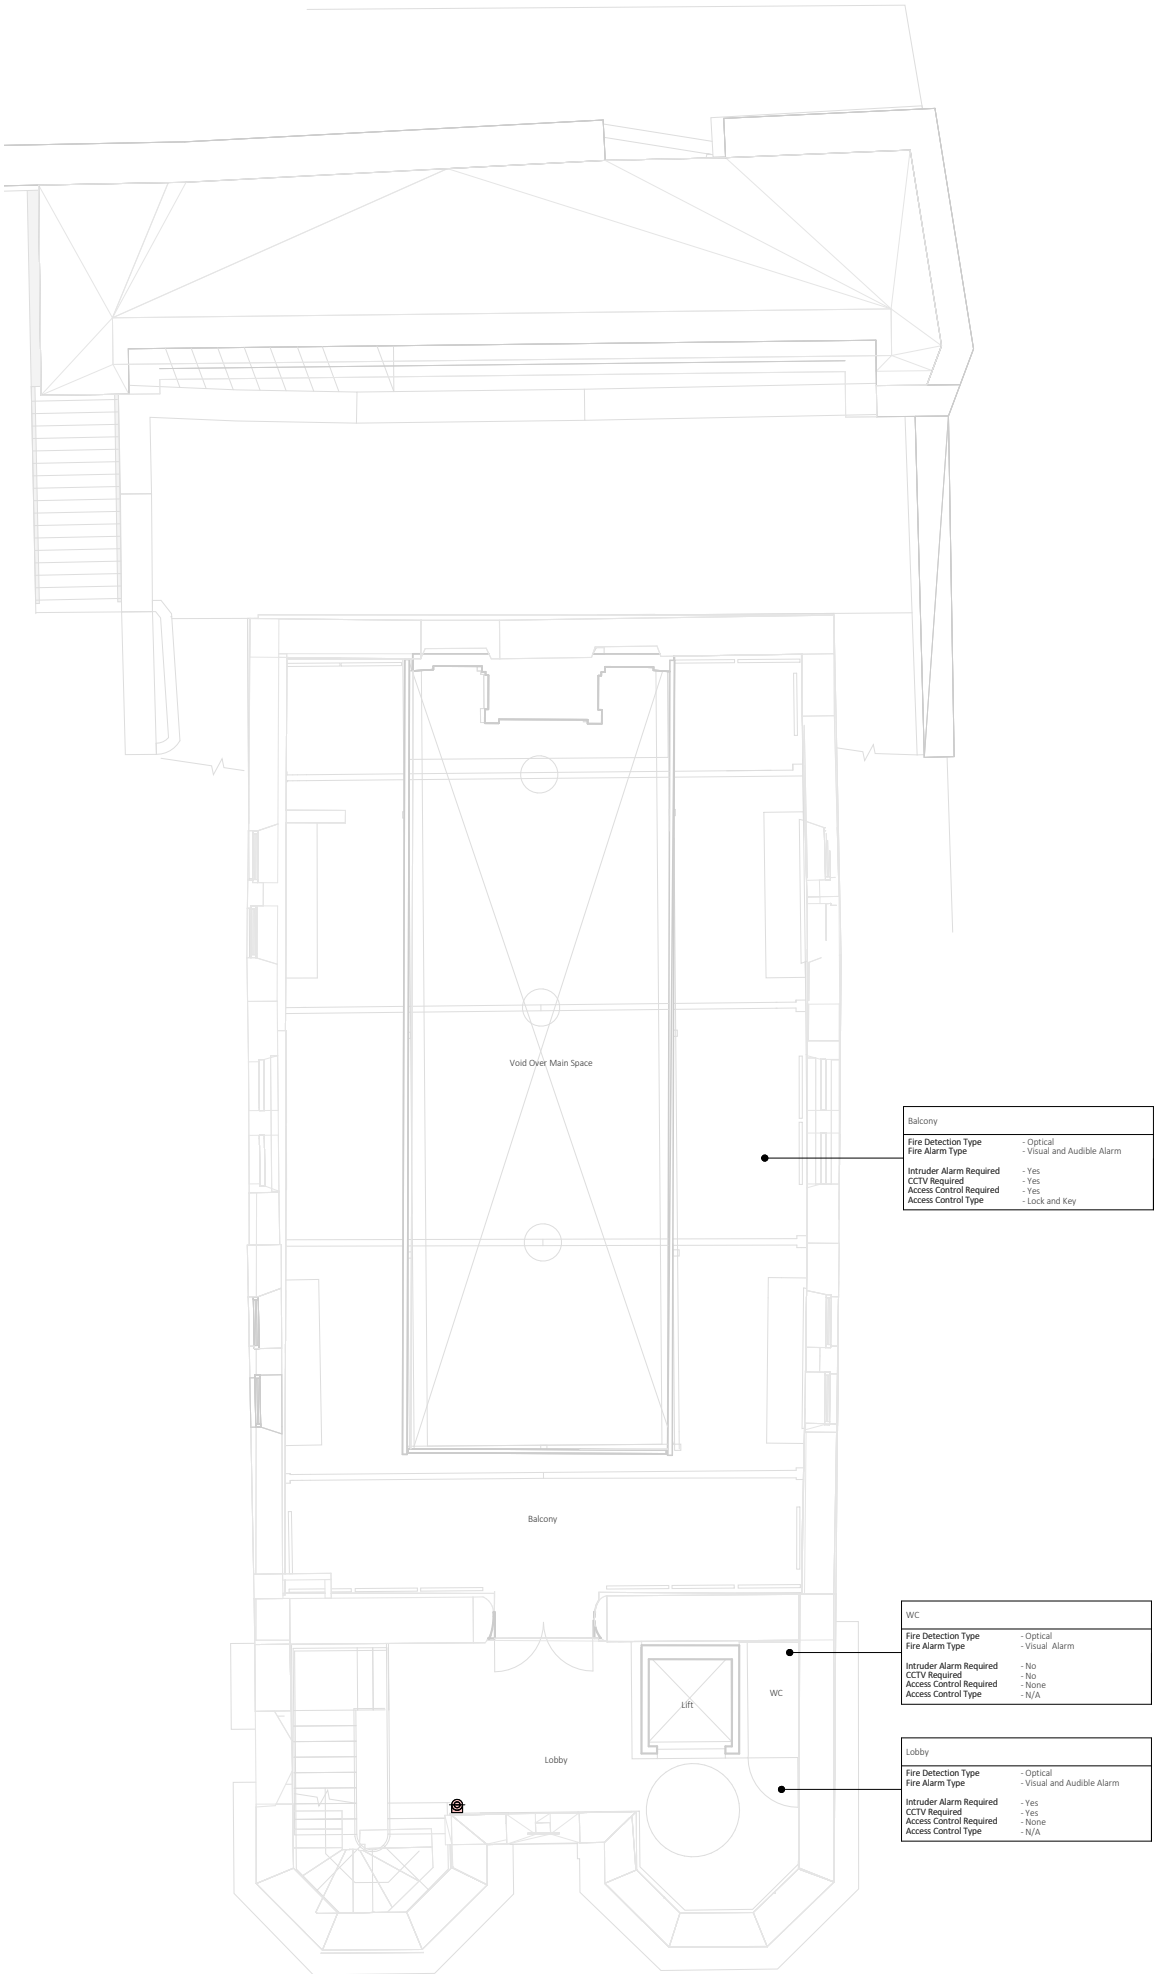 Void Over Main Space
Balcony
Fire Detection Type - Optical
Fire Alarm Type - Visual and Audible Alarm
Intruder Alarm Required - Yes
CCTV Required - Yes
Access Control Required - Yes
Access Control Type - Lock and Key
Balcony
WC
Fire Detection Type - Optical
Fire Alarm Type - Visual Alarm
Intruder Alarm Required - No
CCTV Required - No
Access Control Required - None
Access Control Type - N/A
WC
Lift
Lobby
Lobby
Fire Detection Type - Optical
Fire Alarm Type - Visual and Audible Alarm
Intruder Alarm Required - Yes
CCTV Required - Yes
Access Control Required - None
Access Control Type - N/A